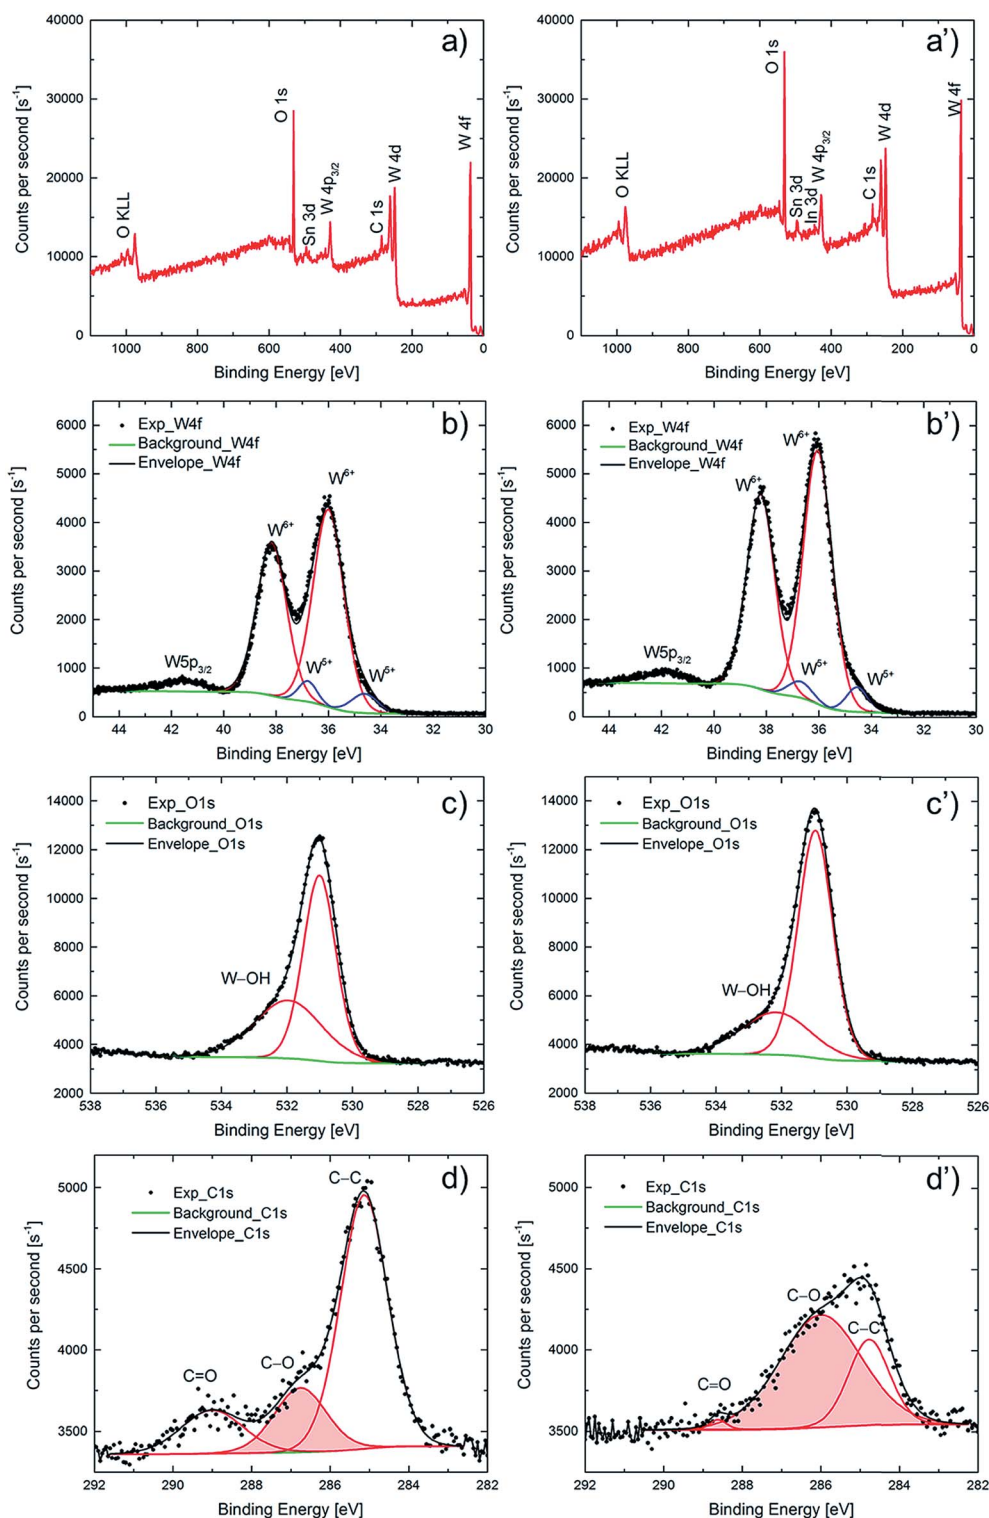 a)
40000
30000
20000
10000
0
Counts per second [s⁻¹]
O KLL
O 1s
Sn 3d
W 4p3/2
C 1s
W 4d
W 4f
1000 800 600 400 200 0
Binding Energy [eV]
a')
40000
30000
20000
10000
0
Counts per second [s⁻¹]
O KLL
O 1s
Sn 3d
In 3d
W 4p3/2
C 1s
W 4d
W 4f
1000 800 600 400 200 0
Binding Energy [eV]
b)
6000
5000
4000
3000
2000
1000
0
Counts per second [s⁻¹]
Exp_W4f
Background_W4f
Envelope_W4f
W⁶⁺
W⁶⁺
W5p3/2
W⁵⁺
W⁵⁺
44 42 40 38 36 34 32 30
Binding Energy [eV]
b')
6000
5000
4000
3000
2000
1000
0
Counts per second [s⁻¹]
Exp_W4f
Background_W4f
Envelope_W4f
W⁶⁺
W⁶⁺
W5p3/2
W⁵⁺
W⁵⁺
44 42 40 38 36 34 32 30
Binding Energy [eV]
c)
14000
12000
10000
8000
6000
4000
2000
Counts per second [s⁻¹]
Exp_O1s
Background_O1s
Envelope_O1s
W–OH
538 536 534 532 530 528 526
Binding Energy [eV]
c')
14000
12000
10000
8000
6000
4000
2000
Counts per second [s⁻¹]
Exp_O1s
Background_O1s
Envelope_O1s
W–OH
538 536 534 532 530 528 526
Binding Energy [eV]
d)
5000
4500
4000
3500
Counts per second [s⁻¹]
Exp_C1s
Background_C1s
Envelope_C1s
C–C
C–O
C=O
292 290 288 286 284 282
Binding Energy [eV]
d')
5000
4500
4000
3500
Counts per second [s⁻¹]
Exp_C1s
Background_C1s
Envelope_C1s
C–O
C–C
C=O
292 290 288 286 284 282
Binding Energy [eV]